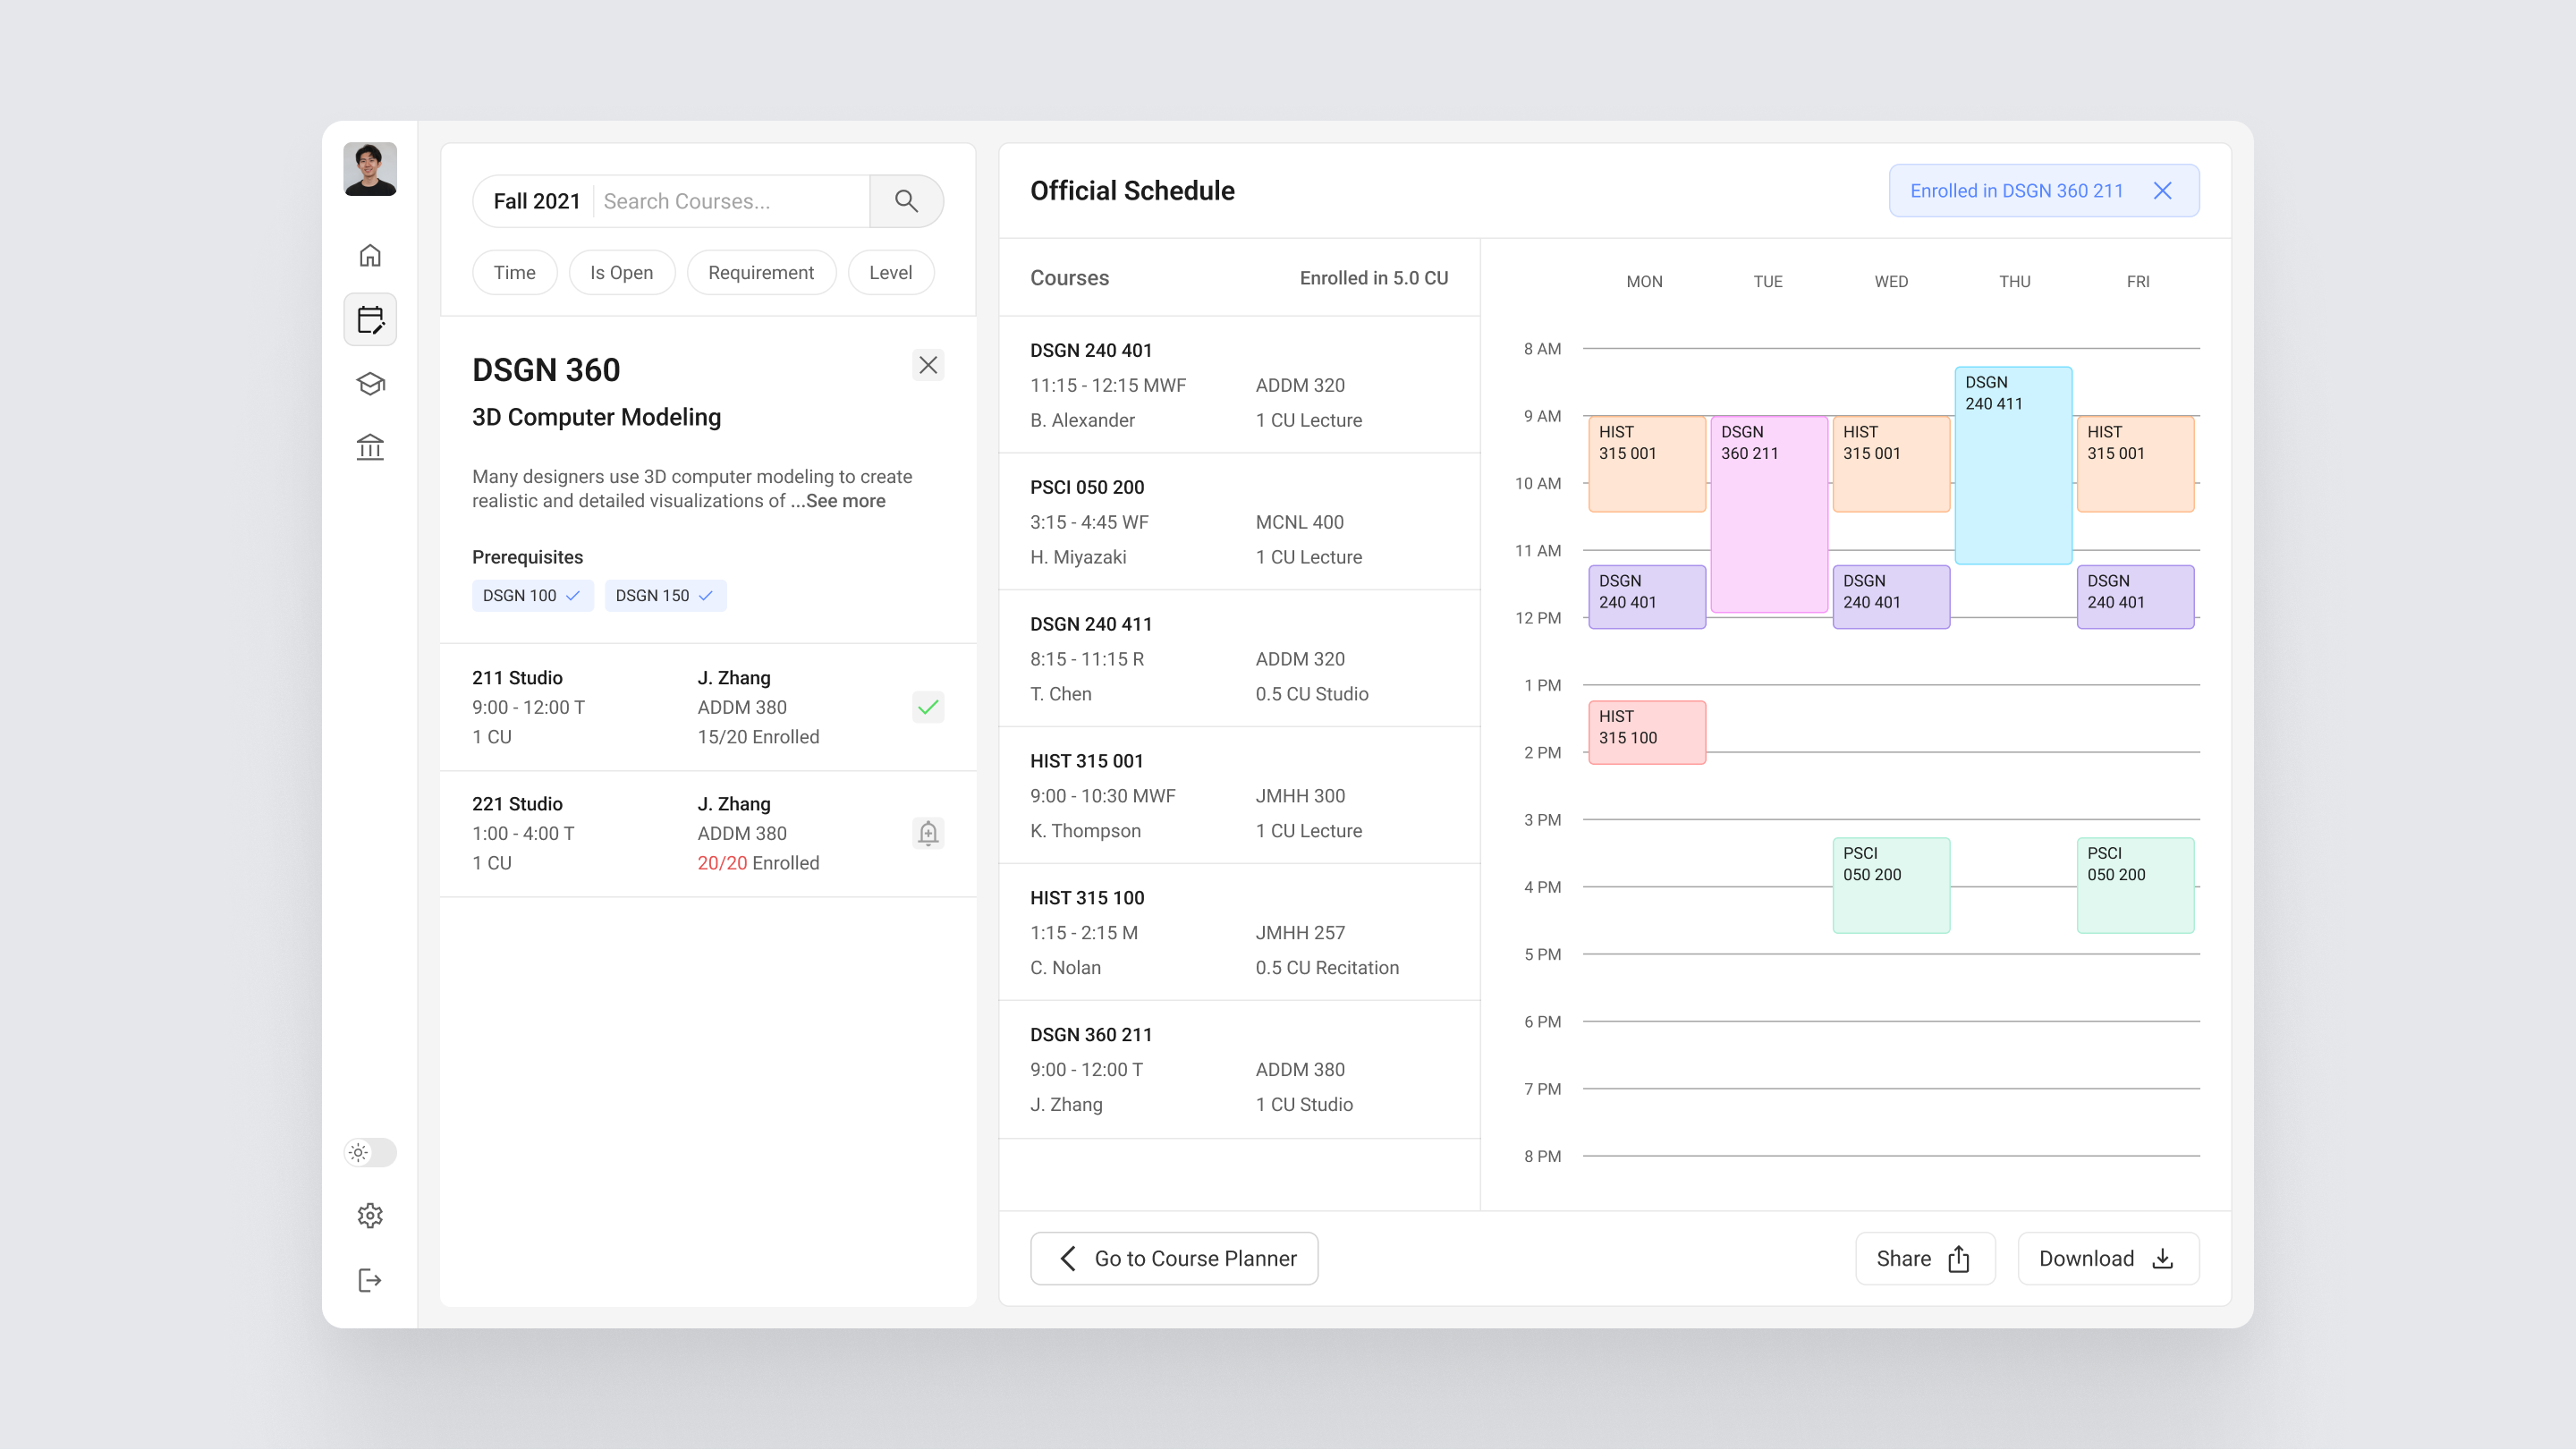 Fall 2021
Search Courses...
Time
Is Open
Requirement
Level
DSGN 360
3D Computer Modeling
Many designers use 3D computer modeling to create
realistic and detailed visualizations of ...See more
Prerequisites
DSGN 100
DSGN 150
211 Studio
J. Zhang
9:00 - 12:00 T
ADDM 380
1 CU
15/20 Enrolled
221 Studio
J. Zhang
1:00 - 4:00 T
ADDM 380
1 CU
20/20 Enrolled
Official Schedule
Enrolled in DSGN 360 211
Courses
Enrolled in 5.0 CU
DSGN 240 401
11:15 - 12:15 MWF
ADDM 320
B. Alexander
1 CU Lecture
PSCI 050 200
3:15 - 4:45 WF
MCNL 400
H. Miyazaki
1 CU Lecture
DSGN 240 411
8:15 - 11:15 R
ADDM 320
T. Chen
0.5 CU Studio
HIST 315 001
9:00 - 10:30 MWF
JMHH 300
K. Thompson
1 CU Lecture
HIST 315 100
1:15 - 2:15 M
JMHH 257
C. Nolan
0.5 CU Recitation
DSGN 360 211
9:00 - 12:00 T
ADDM 380
J. Zhang
1 CU Studio
MON
TUE
WED
THU
FRI
8 AM
DSGN
240 411
9 AM
HIST
315 001
DSGN
360 211
HIST
315 001
HIST
315 001
10 AM
11 AM
DSGN
240 401
DSGN
240 401
DSGN
240 401
12 PM
1 PM
HIST
315 100
2 PM
3 PM
PSCI
050 200
PSCI
050 200
4 PM
5 PM
6 PM
7 PM
8 PM
Go to Course Planner
Share
Download